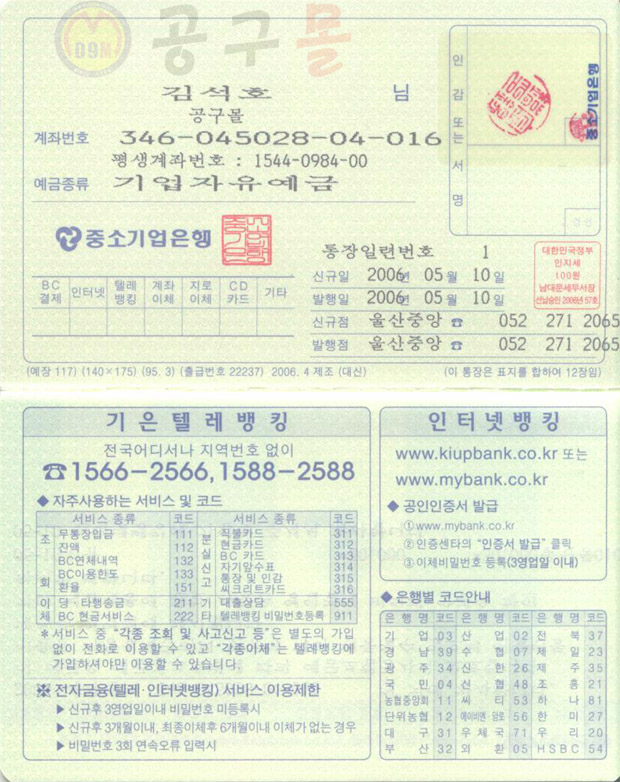 D9M 공구몰
김석호 님
공구몰
계좌번호 346-045028-04-016
평생계좌번호 : 1544-0984-00
예금종류 기업자유예금
인감 또는 서명
중소기업은행
중소기업은행
통장일련번호 1
신규일 2006년 05월 10일
발행일 2006년 05월 10일
신규점 울산중앙 ☎ 052 271 2065
발행점 울산중앙 ☎ 052 271 2065
대한민국정부
인지세
100원
남대문세무서장
BC결제 인터넷 텔레뱅킹 계좌이체 지로이체 CD카드 기타
(예장 117) (140×175) (95. 3) (출급번호 22237) 2006. 4 제조 (대신)
(이 통장은 표지를 합하여 12장임)
기은텔레뱅킹
전국어디서나 지역번호 없이
☎1566-2566, 1588-2588
◆ 자주사용하는 서비스 및 코드
서비스 종류 코드 서비스 종류 코드
조회
무통장입금 111
잔액 112
BC연체내역 132
BC이용한도 133
환율 151
분실신고
직불카드 311
현금카드 312
BC 카드 313
자기앞수표 314
통장 및 인감 315
씨크리트카드 316
이체
당·타행송금 211
BC 현금서비스 222
기타
대출상담 555
텔레뱅킹 비밀번호등록 911
*서비스 중 "각종 조회 및 사고신고 등"은 별도의 가입
없이 전화로 이용할 수 있고 "각종이체"는 텔레뱅킹에
가입하셔야만 이용할 수 있습니다.
※ 전자금융(텔레·인터넷뱅킹) 서비스 이용제한
▶ 신규후 3영업일이내 비밀번호 미등록시
▶ 신규후 3개월이내, 최종이체후 6개월이내 이체가 없는 경우
▶ 비밀번호 3회 연속오류 입력시
인터넷뱅킹
www.kiupbank.co.kr 또는
www.mybank.co.kr
◆ 공인인증서 발급
①www.mybank.co.kr
②인증센타의 "인증서 발급" 클릭
③이체비밀번호 등록(3영업일 이내)
◆ 은행별 코드안내
은행명 코드 은행명 코드 은행명 코드
기업 03 산업 02 전북 37
경남 39 수협 07 제일 23
광주 34 신한 26 제주 35
국민 04 신협 48 조흥 21
농협중앙회 11 씨티 53 하나 81
단위농협 12 에이비엔·암로 56 한미 27
대구 31 우체국 71 우리 20
부산 32 외환 05 HSBC 54